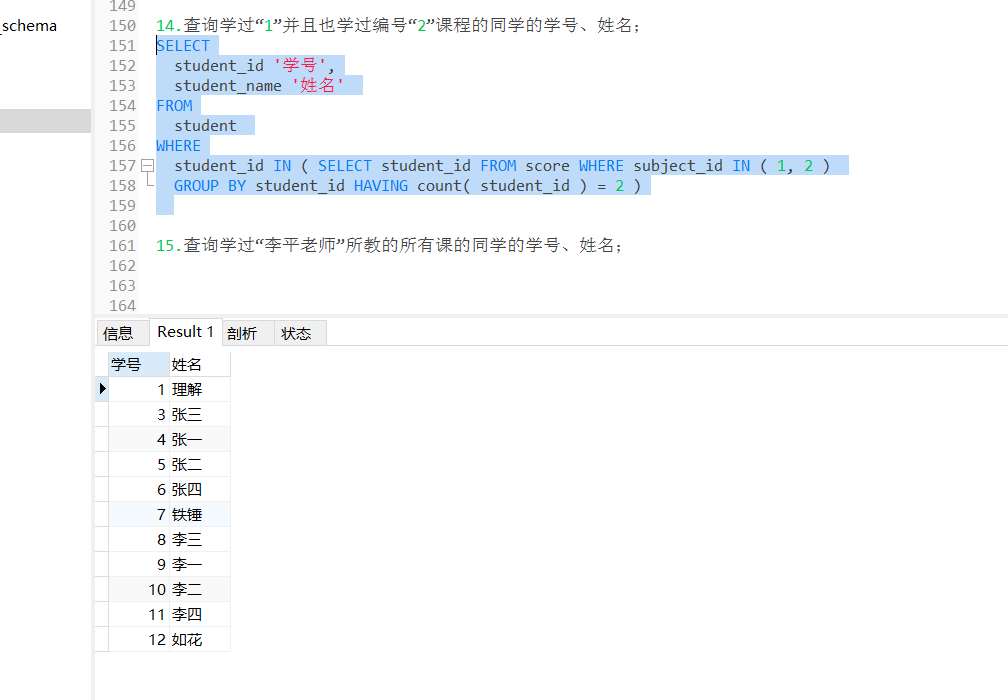 _schema
149
150 14.查询学过“1”并且也学过编号“2”课程的同学的学号、姓名；
151 SELECT
152 student_id '学号',
153 student_name '姓名'
154 FROM
155 student
156 WHERE
157 student_id IN ( SELECT student_id FROM score WHERE subject_id IN ( 1, 2 )
158 GROUP BY student_id HAVING count( student_id ) = 2 )
159
160
161 15.查询学过“李平老师”所教的所有课的同学的学号、姓名；
162
163
164
信息 Result 1 剖析 状态
学号 姓名
1 理解
3 张三
4 张一
5 张二
6 张四
7 铁锤
8 李三
9 李一
10 李二
11 李四
12 如花